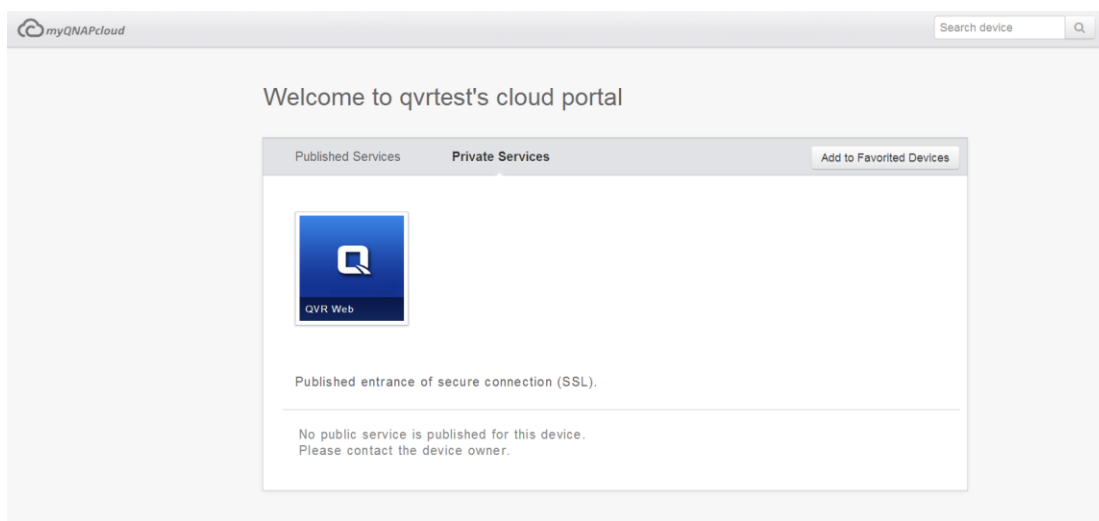 myQNAPcloud
Search device
Welcome to qvrtest's cloud portal
Published Services
Private Services
Add to Favorited Devices
Q
QVR Web
Published entrance of secure connection (SSL).
No public service is published for this device.
Please contact the device owner.